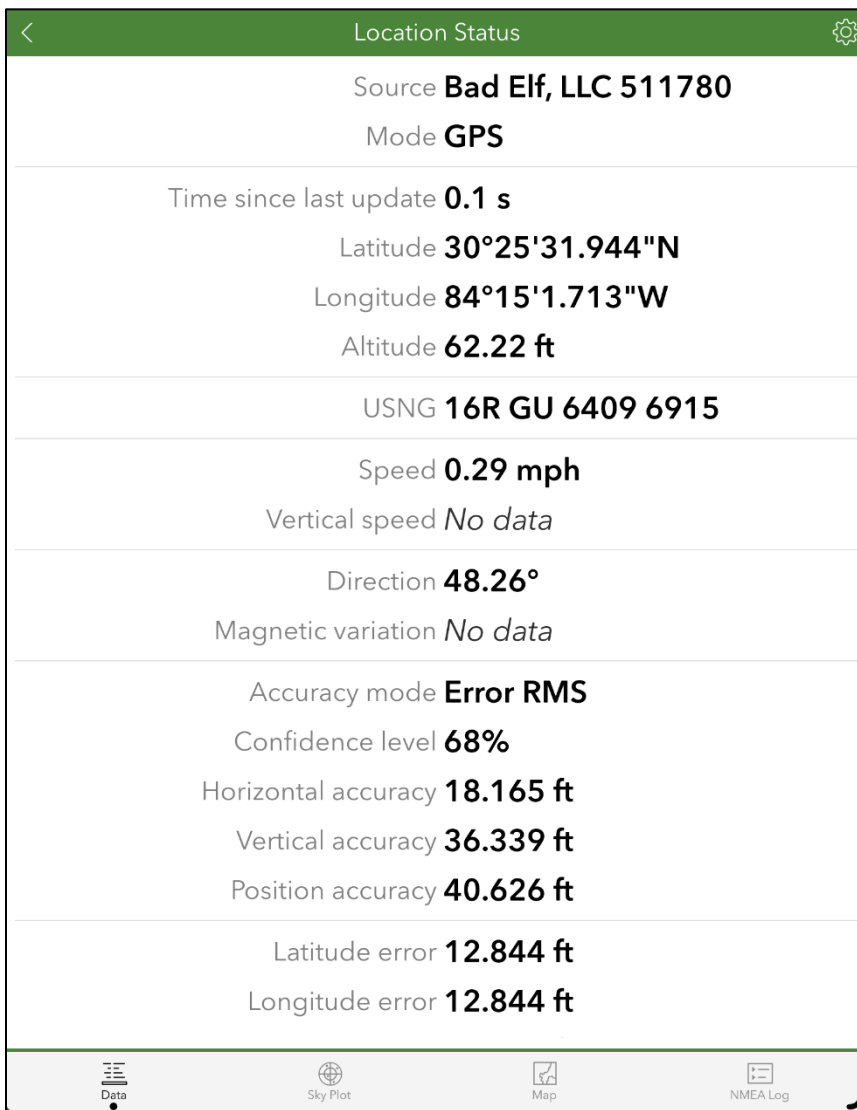 Location Status
Source Bad Elf, LLC 511780
Mode GPS
Time since last update 0.1 s
Latitude 30°25'31.944"N
Longitude 84°15'1.713"W
Altitude 62.22 ft
USNG 16R GU 6409 6915
Speed 0.29 mph
Vertical speed No data
Direction 48.26°
Magnetic variation No data
Accuracy mode Error RMS
Confidence level 68%
Horizontal accuracy 18.165 ft
Vertical accuracy 36.339 ft
Position accuracy 40.626 ft
Latitude error 12.844 ft
Longitude error 12.844 ft
Data Sky Plot Map NMEA Log